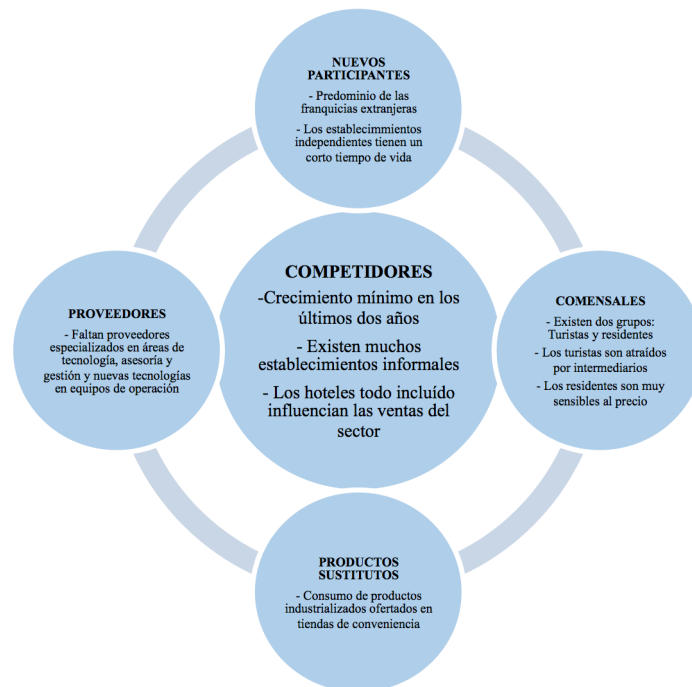 NUEVOS
PARTICIPANTES
- Predominio de las
franquicias extranjeras
- Los establecimmientos
independientes tienen un
corto tiempo de vida
COMPETIDORES
-Crecimiento mínimo en los
últimos dos años
- Existen muchos
establecimientos informales
- Los hoteles todo incluído
influencian las ventas del
sector
PROVEEDORES
- Faltan proveedores
especializados en áreas de
tecnología, asesoría y
gestión y nuevas tecnologías
en equipos de operación
COMENSALES
- Existen dos grupos:
Turistas y residentes
- Los turistas son atraídos
por intermediarios
- Los residentes son muy
sensibles al precio
PRODUCTOS
SUSTITUTOS
- Consumo de productos
industrializados ofertados en
tiendas de conveniencia